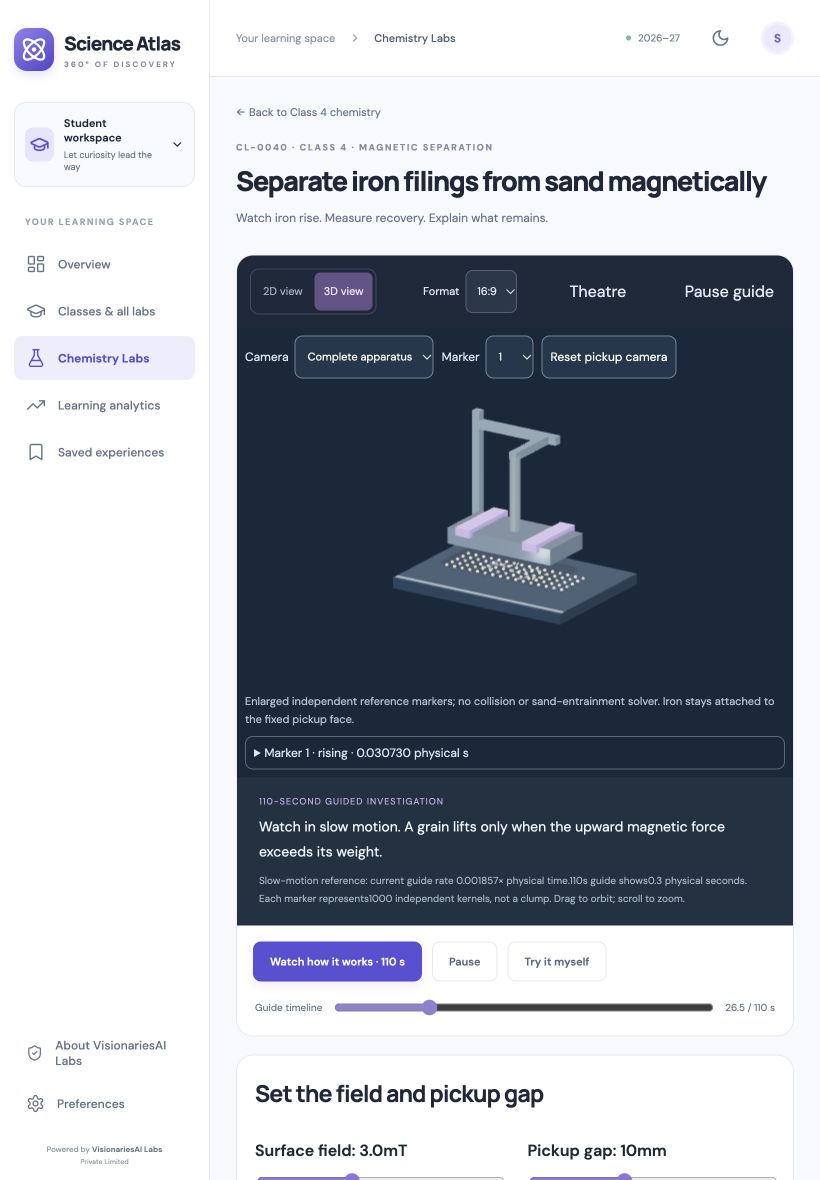 Science Atlas
360° OF DISCOVERY
Student
workspace
Let curiosity lead the
way
YOUR LEARNING SPACE
Overview
Classes & all labs
Chemistry Labs
Learning analytics
Saved experiences
About VisionariesAI
Labs
Preferences
Powered by VisionariesAI Labs
Private Limited
Your learning space > Chemistry Labs
2026–27
S
← Back to Class 4 chemistry
CL-0040 · CLASS 4 · MAGNETIC SEPARATION
Separate iron filings from sand magnetically
Watch iron rise. Measure recovery. Explain what remains.
2D view 3D view Format 16:9 Theatre Pause guide
Camera Complete apparatus Marker 1 Reset pickup camera
Enlarged independent reference markers; no collision or sand-entrainment solver. Iron stays attached to
the fixed pickup face.
▶ Marker 1 · rising · 0.030730 physical s
110-SECOND GUIDED INVESTIGATION
Watch in slow motion. A grain lifts only when the upward magnetic force
exceeds its weight.
Slow-motion reference: current guide rate 0.001857× physical time.110s guide shows0.3 physical seconds.
Each marker represents1000 independent kernels, not a clump. Drag to orbit; scroll to zoom.
Watch how it works · 110 s Pause Try it myself
Guide timeline 26.5 / 110 s
Set the field and pickup gap
Surface field: 3.0mT Pickup gap: 10mm